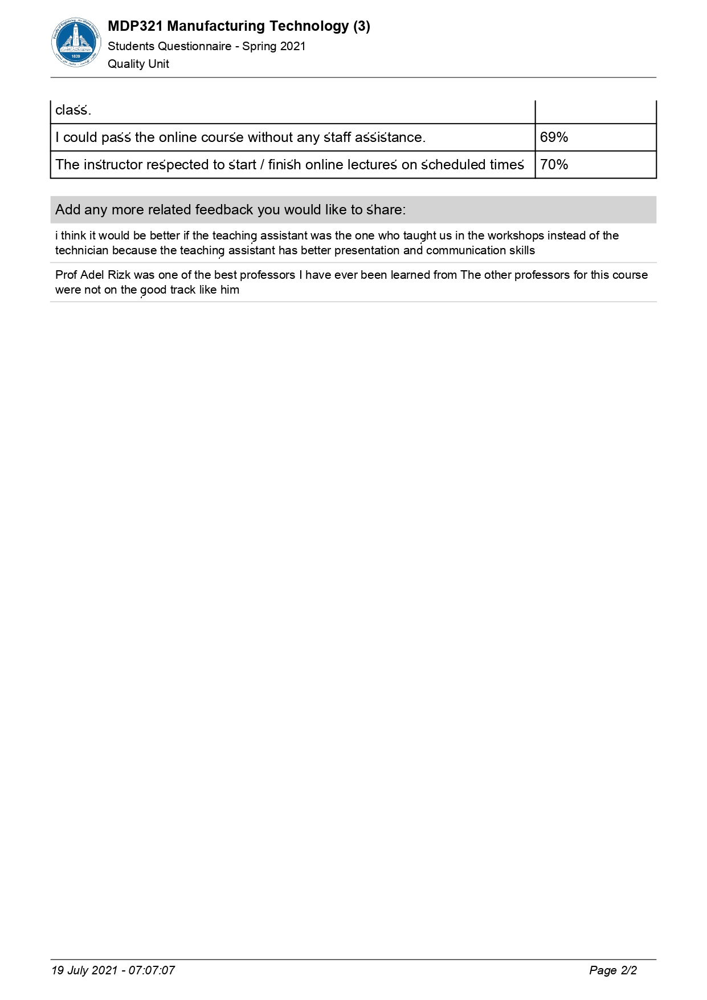 MDP321 Manufacturing Technology (3)
Students Questionnaire - Spring 2021
Quality Unit
1839
class.
I could pass the online course without any staff assistance. 69%
The instructor respected to start / finish online lectures on scheduled times 70%
Add any more related feedback you would like to share:
i think it would be better if the teaching assistant was the one who taught us in the workshops instead of the
technician because the teaching assistant has better presentation and communication skills
Prof Adel Rizk was one of the best professors I have ever been learned from The other professors for this course
were not on the good track like him
19 July 2021 - 07:07:07
Page 2/2